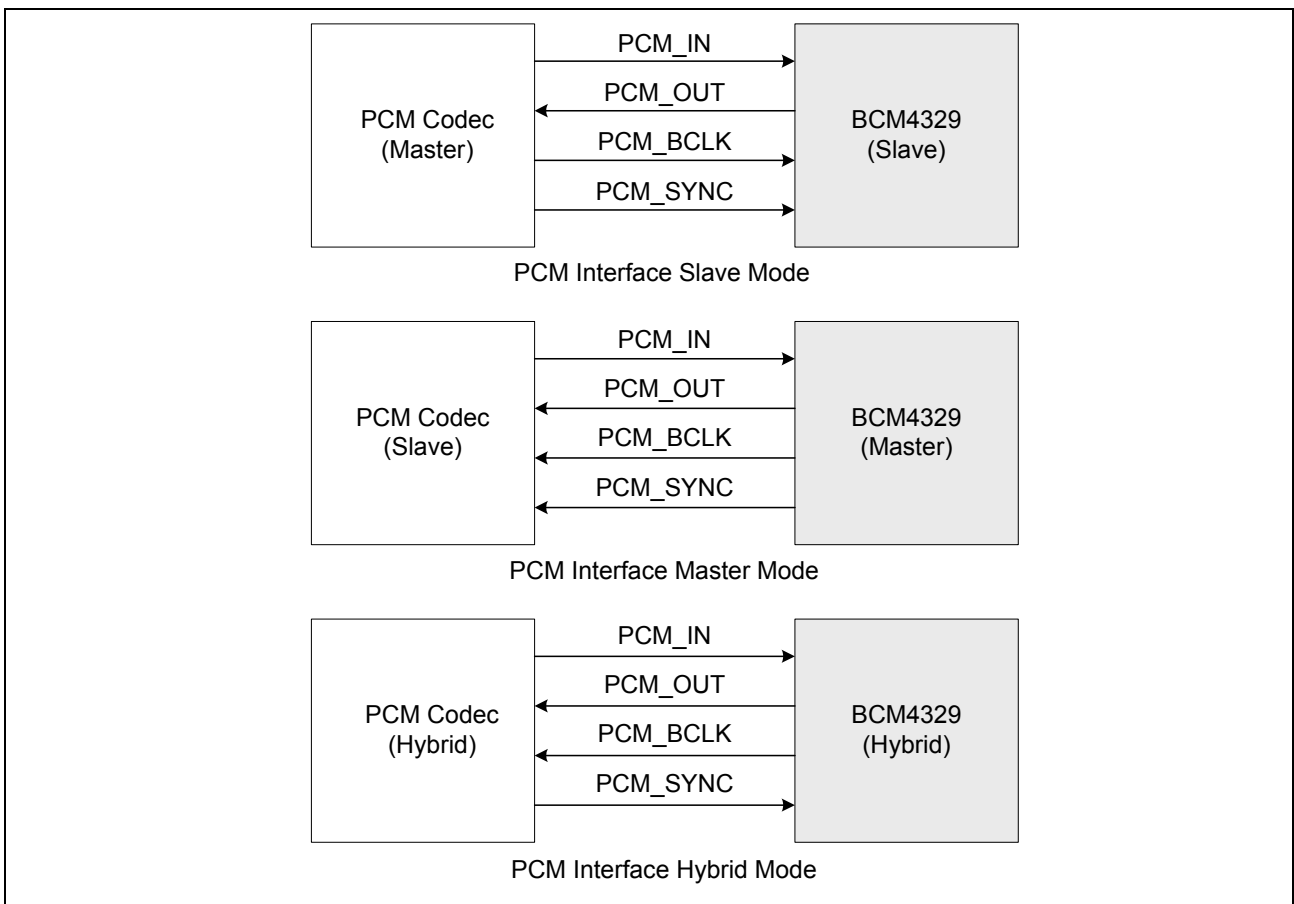 PCM_IN
PCM_OUT
PCM Codec
(Master)
BCM4329
(Slave)
PCM_BCLK
PCM_SYNC
PCM Interface Slave Mode
PCM_IN
PCM_OUT
PCM Codec
(Slave)
BCM4329
(Master)
PCM_BCLK
PCM_SYNC
PCM Interface Master Mode
PCM_IN
PCM_OUT
PCM Codec
(Hybrid)
BCM4329
(Hybrid)
PCM_BCLK
PCM_SYNC
PCM Interface Hybrid Mode